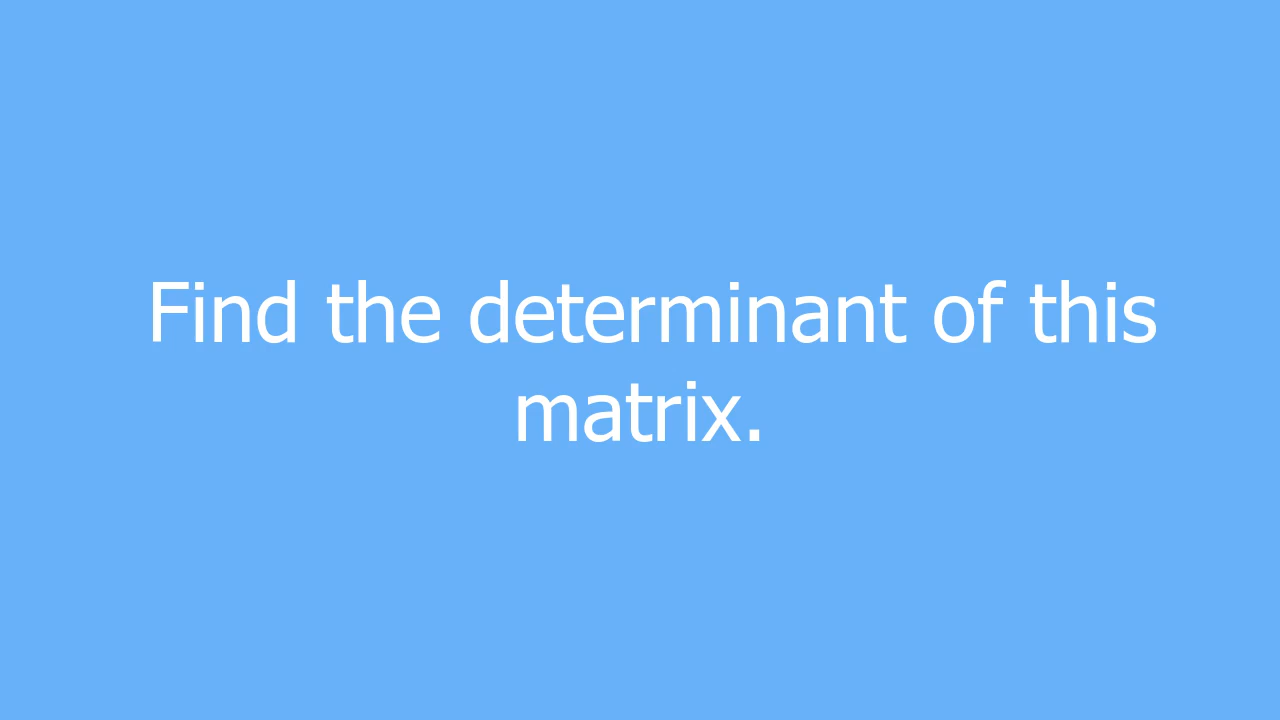 Find the determinant of this
matrix.